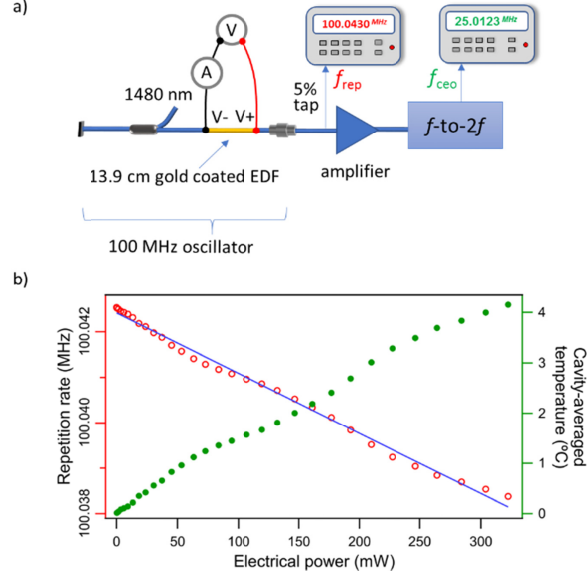 a)
V
A
100.0430 MHz
25.0123 MHz
1480 nm
V- V+
5%
tap
frep
fceo
f-to-2f
13.9 cm gold coated EDF
amplifier
100 MHz oscillator
b)
Repetition rate (MHz)
100.042
100.040
100.038
4
3
2
1
0
Cavity-averaged
temperature (ºC)
0 50 100 150 200 250 300
Electrical power (mW)